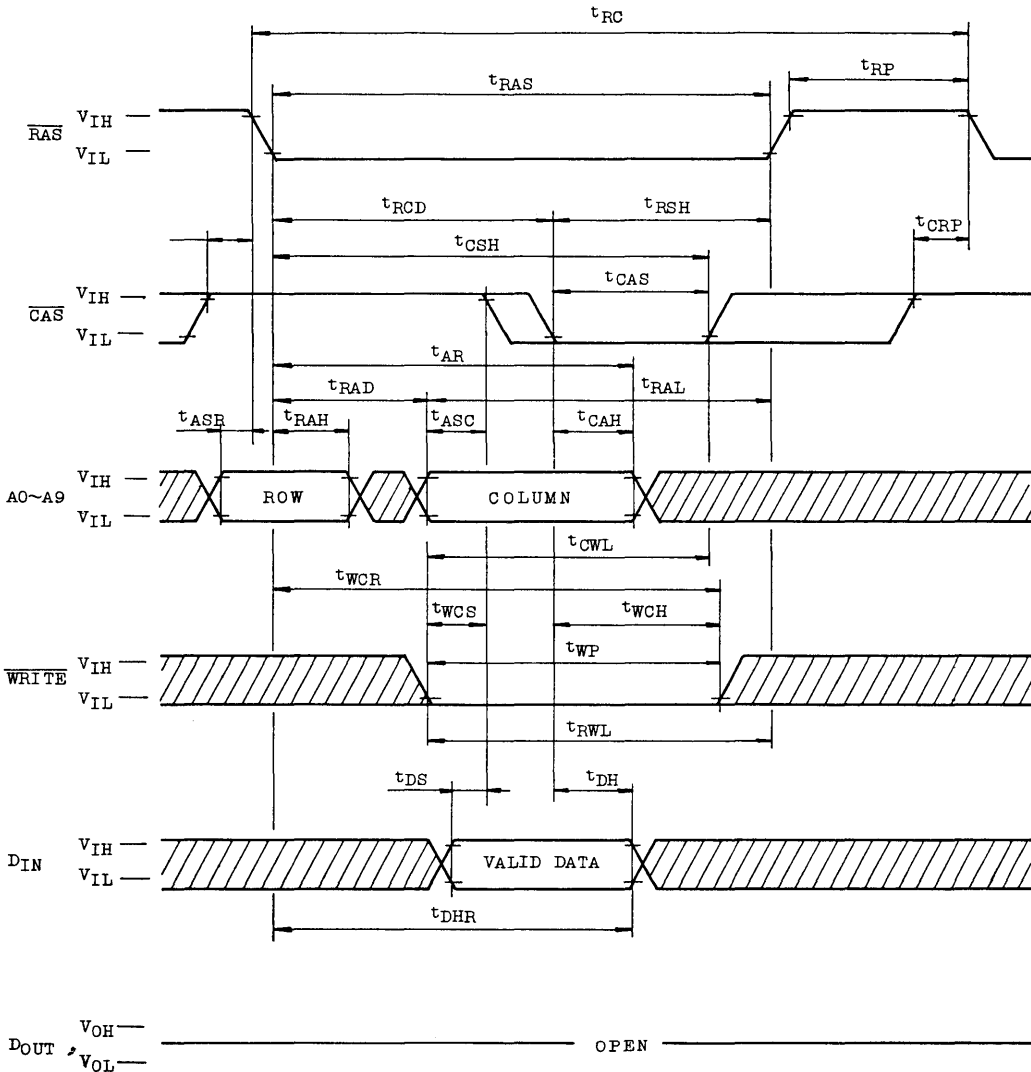 tRC
tRP
tRAS
RAS VIH
VIL
tRCD tRSH
tCRP
tCSH
tCAS
CAS VIH
VIL
tAR
tRAD tRAL
tASR tRAH tASC tCAH
A0~A9 VIH
VIL
ROW COLUMN
tCWL
tWCR
tWCS tWCH
WRITE VIH
VIL
tWP
tRWL
tDS tDH
DIN VIH
VIL
VALID DATA
tDHR
DOUT, VOH
VOL
OPEN